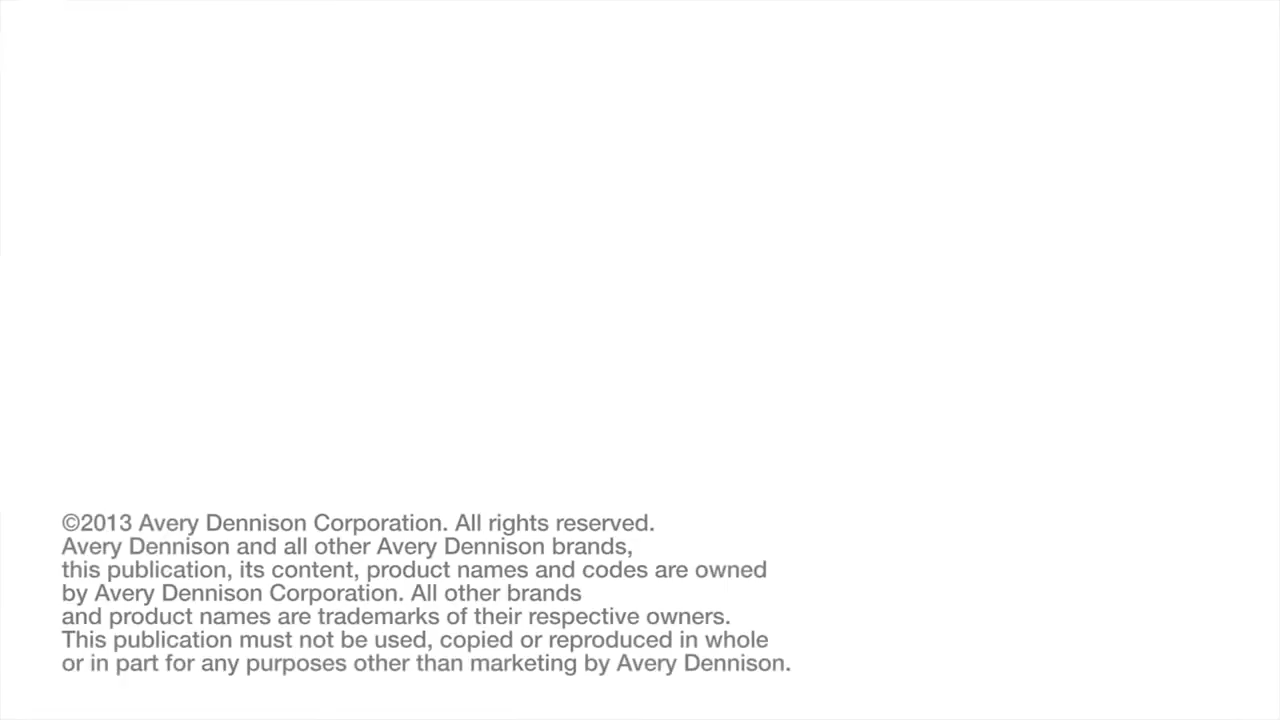 ©2013 Avery Dennison Corporation. All rights reserved.
Avery Dennison and all other Avery Dennison brands,
this publication, its content, product names and codes are owned
by Avery Dennison Corporation. All other brands
and product names are trademarks of their respective owners.
This publication must not be used, copied or reproduced in whole
or in part for any purposes other than marketing by Avery Dennison.